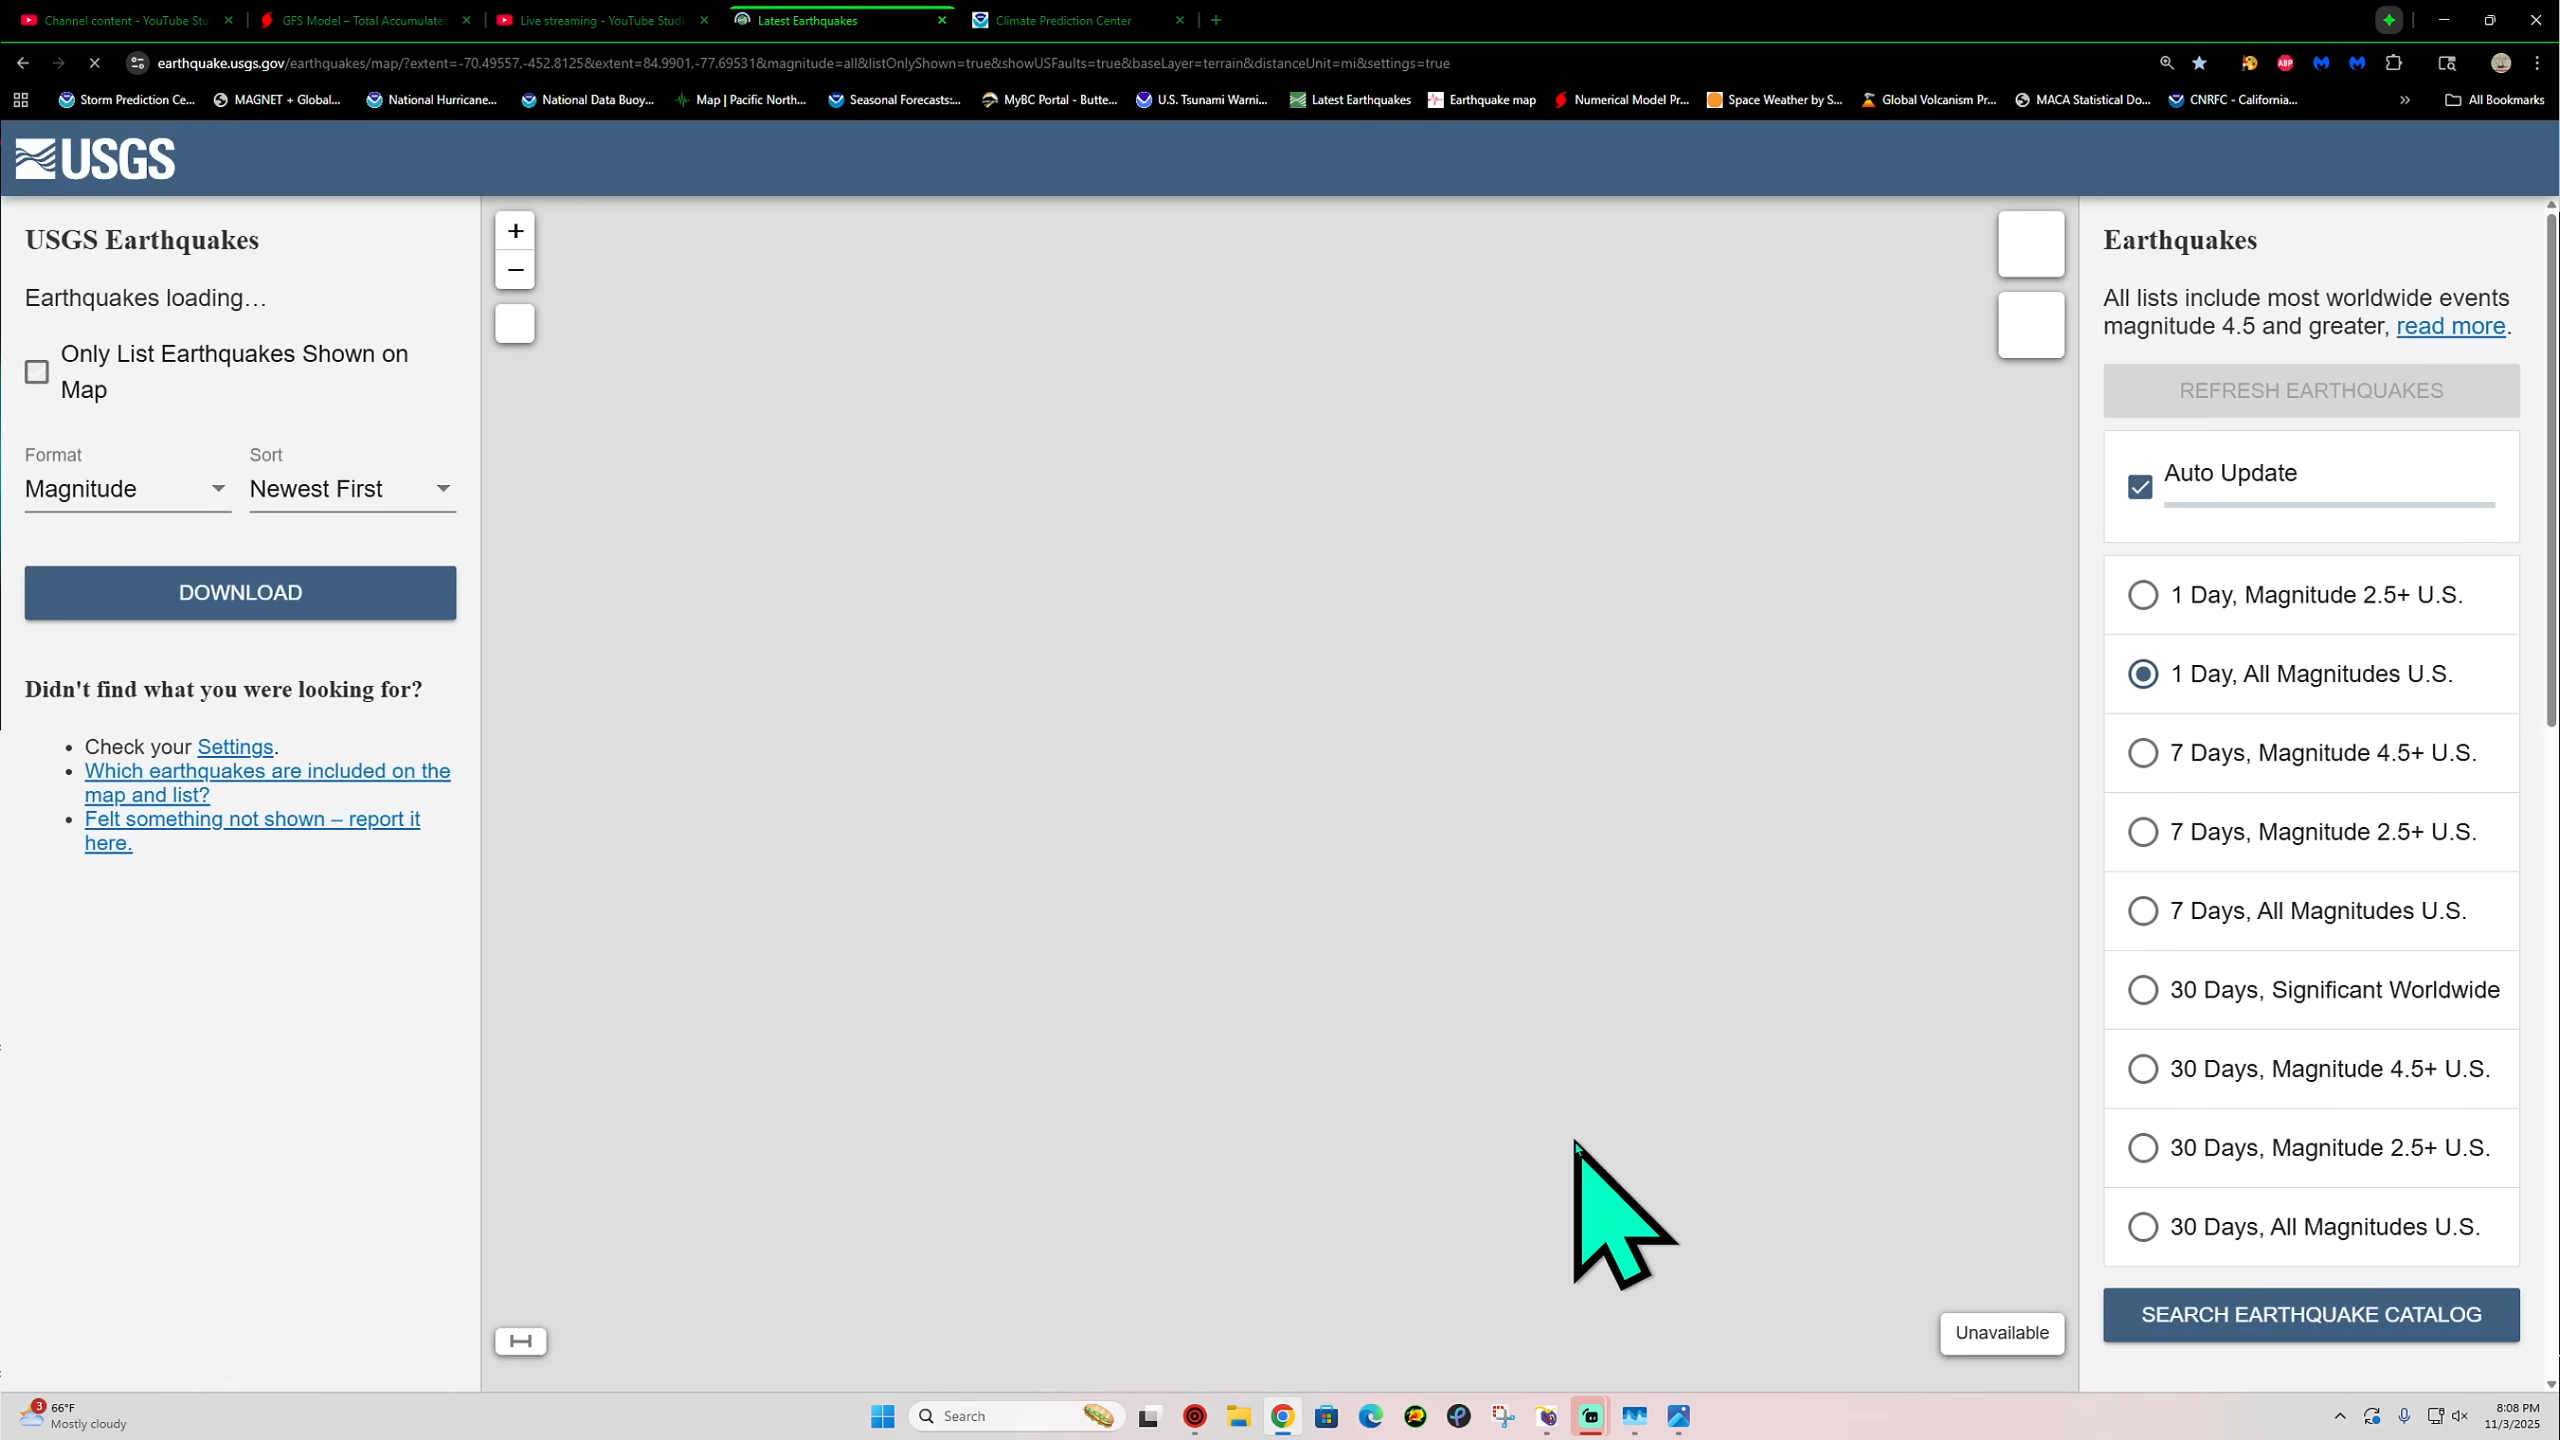 Channel content - YouTube Stu
GFS Model – Total Accumulate
Live streaming - YouTube Studi
Latest Earthquakes
Climate Prediction Center
earthquake.usgs.gov/earthquakes/map/?extent=-70.49557,-452.8125&extent=84.9901,-77.69531&magnitude=all&listOnlyShown=true&showUSFaults=true&baseLayer=terrain&distanceUnit=mi&settings=true
ABP
Storm Prediction Ce...
MAGNET + Global...
National Hurricane...
National Data Buoy...
Map | Pacific North...
Seasonal Forecasts:...
MyBC Portal - Butte...
U.S. Tsunami Warni...
Latest Earthquakes
Earthquake map
Numerical Model Pr...
Space Weather by S...
Global Volcanism Pr...
MACA Statistical Do...
CNRFC - California...
All Bookmarks
USGS
USGS Earthquakes
Earthquakes loading…
Only List Earthquakes Shown on
Map
Format
Sort
Magnitude
Newest First
DOWNLOAD
Didn't find what you were looking for?
Check your Settings.
Which earthquakes are included on the
map and list?
Felt something not shown – report it
here.
+
−
Unavailable
Earthquakes
All lists include most worldwide events
magnitude 4.5 and greater, read more.
REFRESH EARTHQUAKES
Auto Update
1 Day, Magnitude 2.5+ U.S.
1 Day, All Magnitudes U.S.
7 Days, Magnitude 4.5+ U.S.
7 Days, Magnitude 2.5+ U.S.
7 Days, All Magnitudes U.S.
30 Days, Significant Worldwide
30 Days, Magnitude 4.5+ U.S.
30 Days, Magnitude 2.5+ U.S.
30 Days, All Magnitudes U.S.
SEARCH EARTHQUAKE CATALOG
3
66°F
Mostly cloudy
Search
8:08 PM
11/3/2025